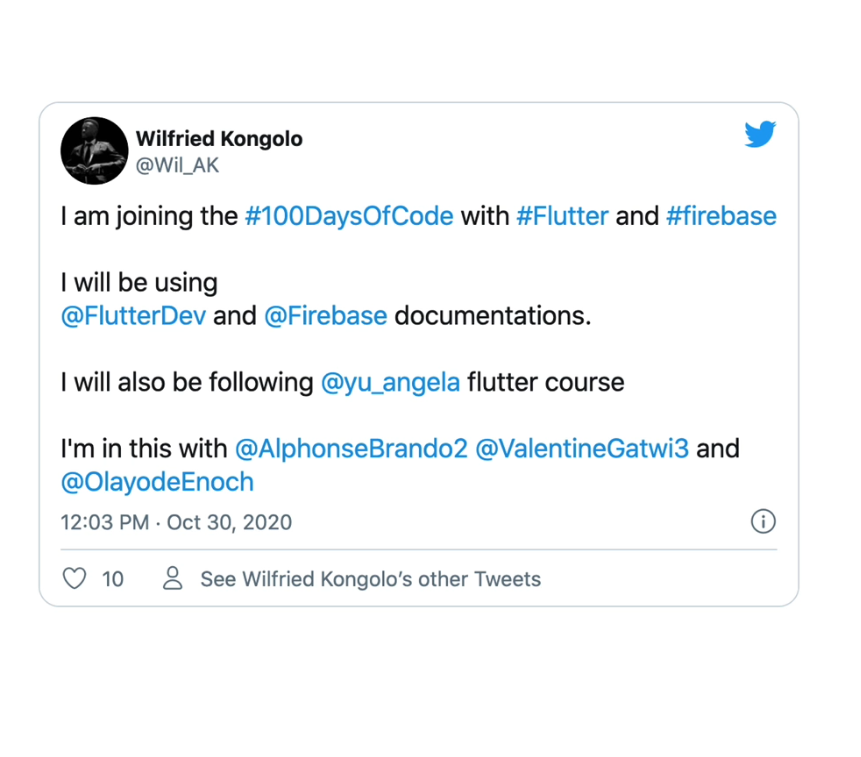 Wilfried Kongolo
@Wil_AK
I am joining the #100DaysOfCode with #Flutter and #firebase
I will be using
@FlutterDev and @Firebase documentations.
I will also be following @yu_angela flutter course
I'm in this with @AlphonseBrando2 @ValentineGatwi3 and
@OlayodeEnoch
12:03 PM · Oct 30, 2020
10 See Wilfried Kongolo’s other Tweets